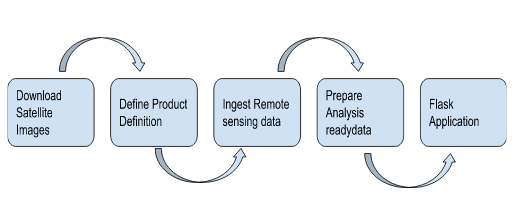 Download
Satellite
Images
Define Product
Definition
Ingest Remote
sensing data
Prepare
Analysis
readydata
Flask
Application